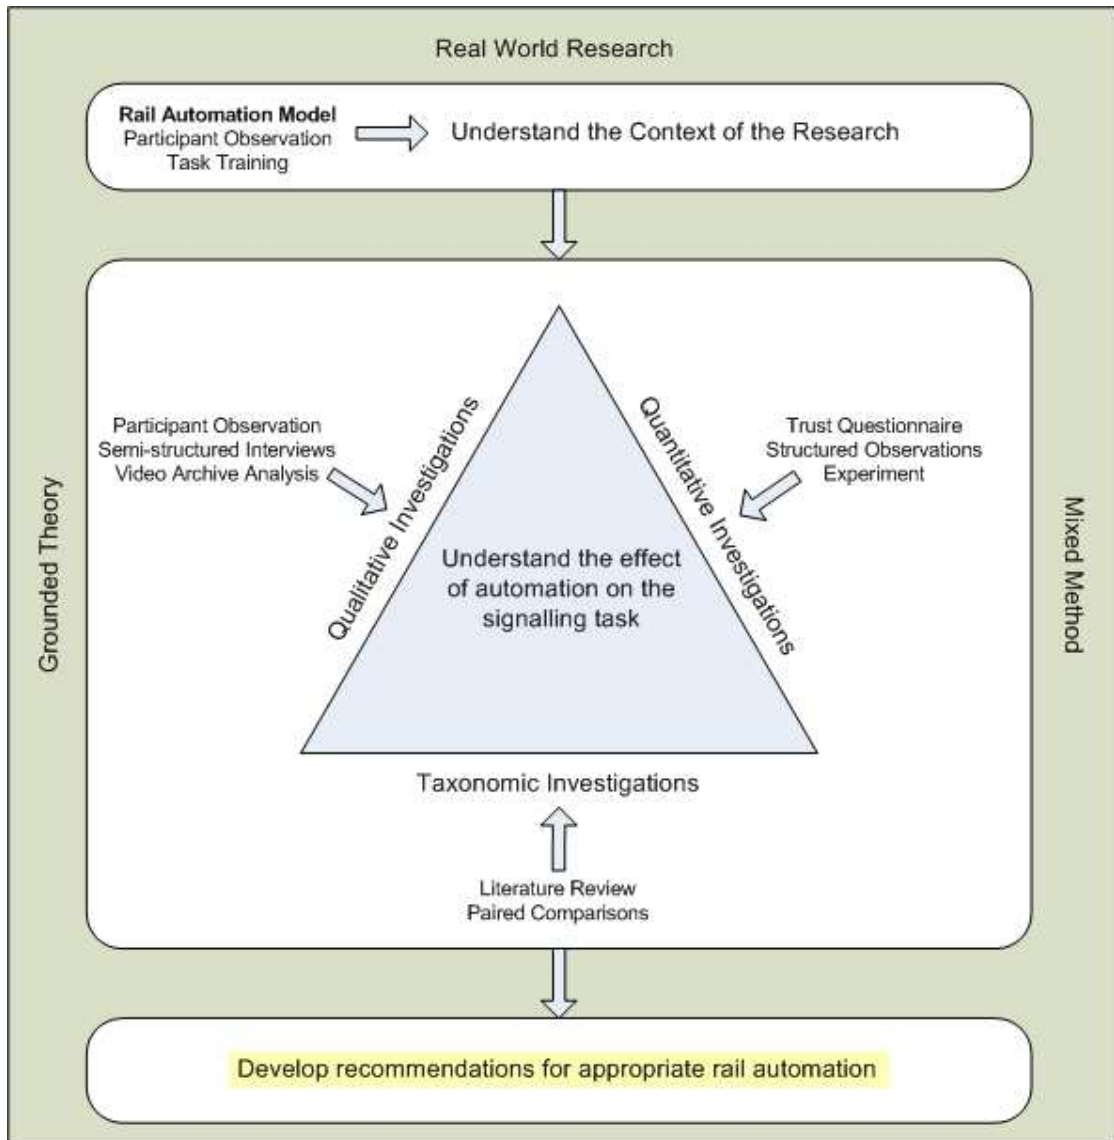 Real World Research
Rail Automation Model
Participant Observation
Task Training
Understand the Context of the Research
Grounded Theory
Participant Observation
Semi-structured Interviews
Video Archive Analysis
Qualitative Investigations
Understand the effect
of automation on the
signalling task
Quantitative Investigations
Trust Questionnaire
Structured Observations
Experiment
Mixed Method
Taxonomic Investigations
Literature Review
Paired Comparisons
Develop recommendations for appropriate rail automation